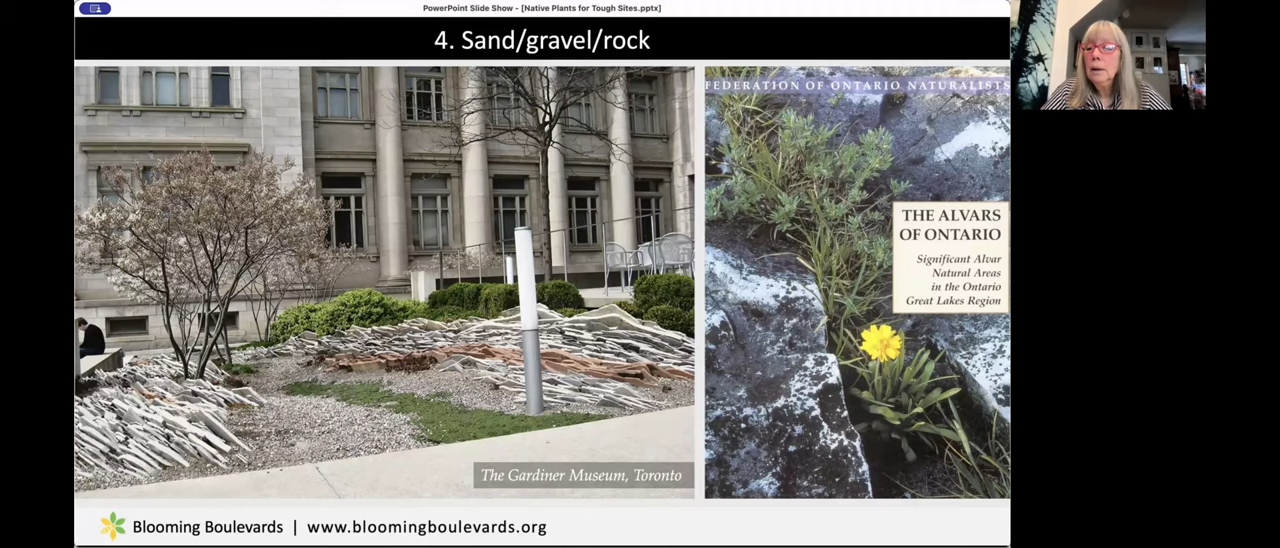 PowerPoint Slide Show - [Native Plants for Tough Sites.pptx]
4. Sand/gravel/rock
FEDERATION OF ONTARIO NATURALISTS
THE ALVARS
OF ONTARIO
Significant Alvar
Natural Areas
in the Ontario
Great Lakes Region
The Gardiner Museum, Toronto
Blooming Boulevards | www.bloomingboulevards.org